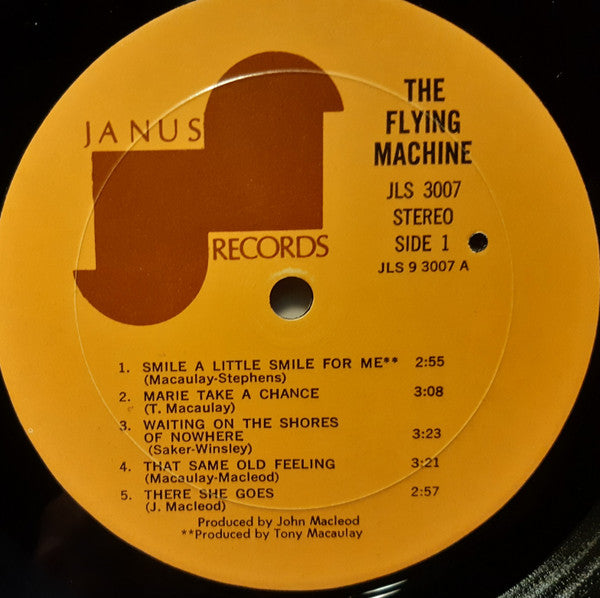 JANUS
RECORDS
THE
FLYING
MACHINE
JLS 3007
STEREO
SIDE 1
JLS 9 3007 A
1. SMILE A LITTLE SMILE FOR ME** 2:55
(Macaulay-Stephens)
2. MARIE TAKE A CHANCE 3:08
(T. Macaulay)
3. WAITING ON THE SHORES
OF NOWHERE 3:23
(Saker-Winsley)
4. THAT SAME OLD FEELING 3:21
(Macaulay-Macleod)
5. THERE SHE GOES 2:57
(J. Macleod)
Produced by John Macleod
**Produced by Tony Macaulay